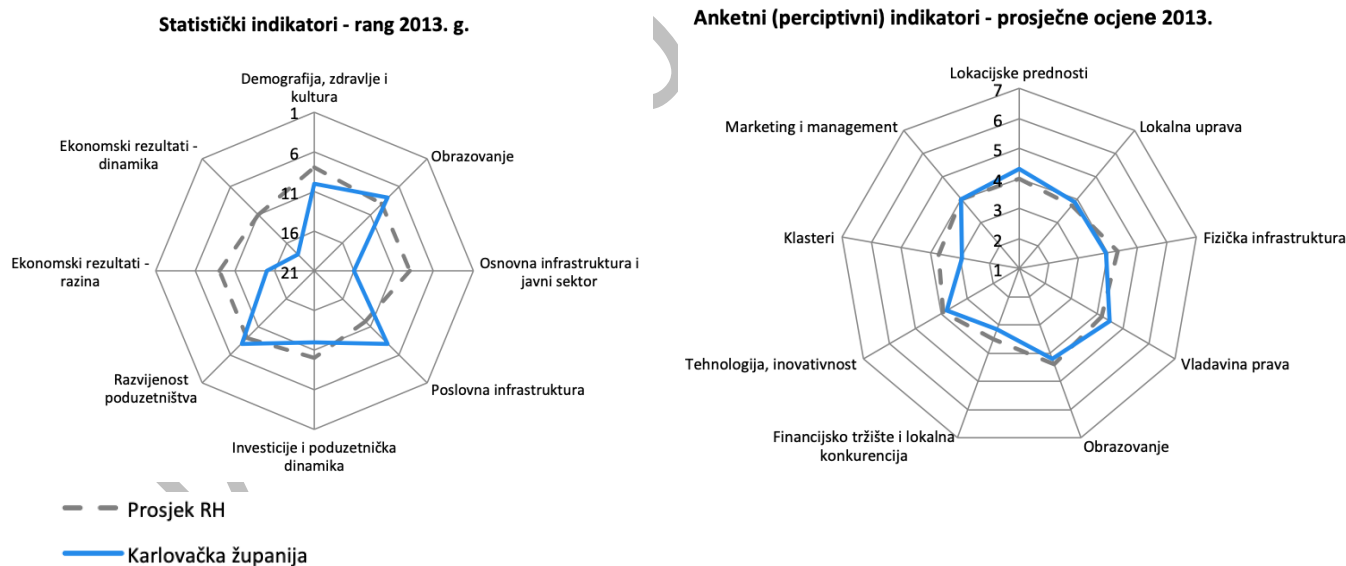 Statistički indikatori - rang 2013. g.
Demografija, zdravlje i
kultura
1
6
11
16
21
Obrazovanje
Osnovna infrastruktura i
javni sektor
Poslovna infrastruktura
Investicije i poduzetnička
dinamika
Razvijenost
poduzetništva
Ekonomski rezultati -
razina
Ekonomski rezultati -
dinamika
Prosjek RH
Karlovačka županija
Anketni (perciptivni) indikatori - prosječne ocjene 2013.
Lokacijske prednosti
7
6
5
4
3
2
1
Lokalna uprava
Fizička infrastruktura
Vladavina prava
Obrazovanje
Financijsko tržište i lokalna
konkurencija
Tehnologija, inovativnost
Klasteri
Marketing i management